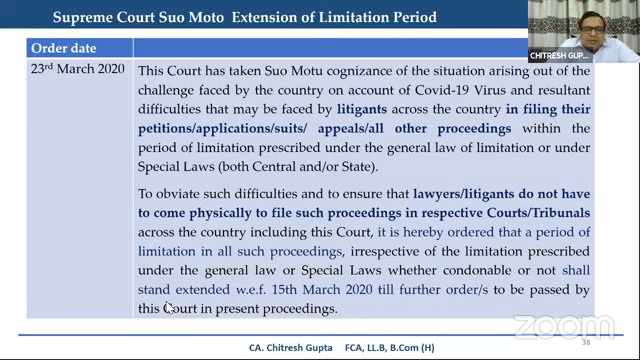 Supreme Court Suo Moto Extension of Limitation Period
CHITRESH GUP...
Order date
23rd March 2020
This Court has taken Suo Motu cognizance of the situation arising out of the
challenge faced by the country on account of Covid-19 Virus and resultant
difficulties that may be faced by litigants across the country in filing their
petitions/applications/suits/ appeals/all other proceedings within the
period of limitation prescribed under the general law of limitation or under
Special Laws (both Central and/or State).
To obviate such difficulties and to ensure that lawyers/litigants do not have
to come physically to file such proceedings in respective Courts/Tribunals
across the country including this Court, it is hereby ordered that a period of
limitation in all such proceedings, irrespective of the limitation prescribed
under the general law or Special Laws whether condonable or not shall
stand extended w.e.f. 15th March 2020 till further order/s to be passed by
this Court in present proceedings.
zoom
38
CA. Chitresh Gupta FCA, LL.B, B.Com (H)